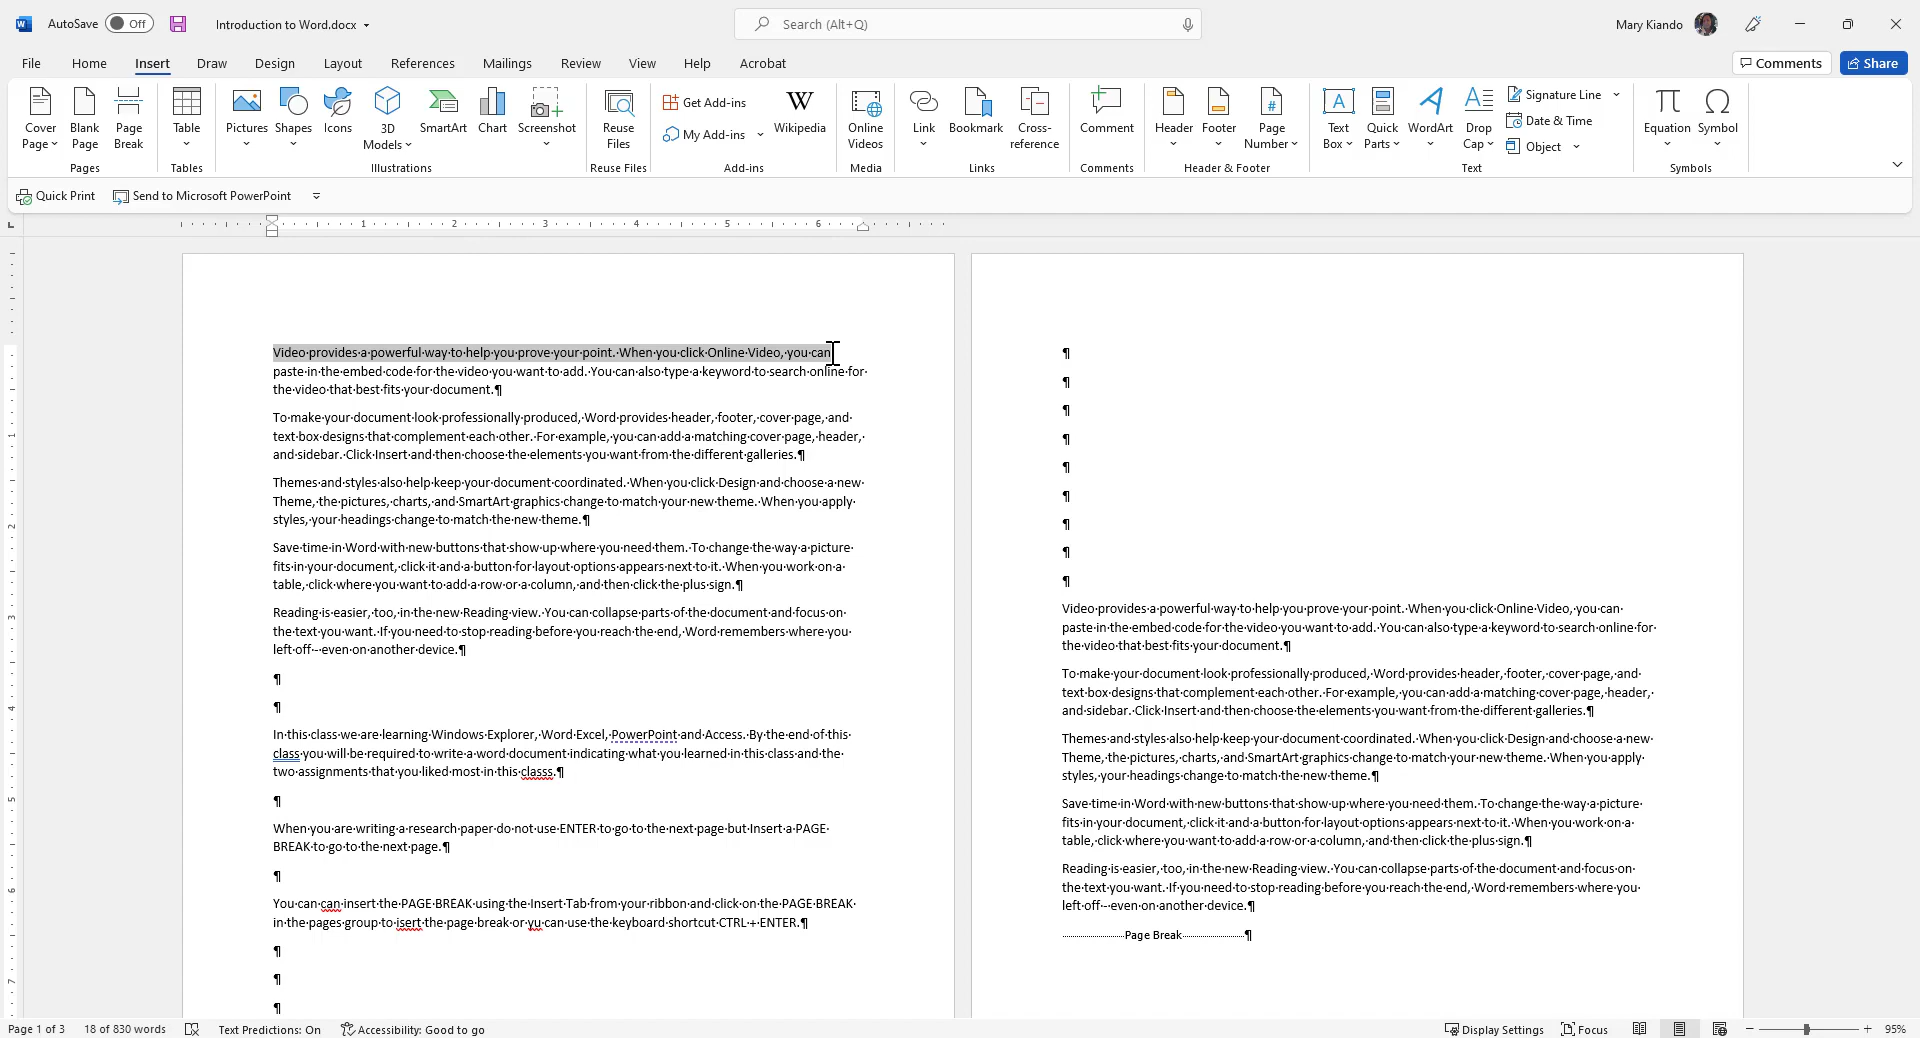 AutoSave Off Introduction to Word.docx Search (Alt+Q) Mary Kiando
File Home Insert Draw Design Layout References Mailings Review View Help Acrobat Comments Share
Cover Page Blank Page Page Break Table Pictures Shapes Icons 3D Models SmartArt Chart Screenshot Reuse Files Get Add-ins My Add-ins Wikipedia Online Videos Link Bookmark Cross-reference Comment Header Footer Page Number Text Box Quick Parts WordArt Drop Cap Signature Line Date & Time Object Equation Symbol
Pages Tables Illustrations Reuse Files Add-ins Media Links Comments Header & Footer Text Symbols
Quick Print Send to Microsoft PowerPoint
1 2 3 4 5 6
1 2 3 4 5 6 7
Video provides a powerful way to help you prove your point. When you click Online Video, you can
paste in the embed code for the video you want to add. You can also type a keyword to search online for
the video that best fits your document.¶
To make your document look professionally produced, Word provides header, footer, cover page, and
text box designs that complement each other. For example, you can add a matching cover page, header,
and sidebar. Click Insert and then choose the elements you want from the different galleries.¶
Themes and styles also help keep your document coordinated. When you click Design and choose a new
Theme, the pictures, charts, and SmartArt graphics change to match your new theme. When you apply
styles, your headings change to match the new theme.¶
Save time in Word with new buttons that show up where you need them. To change the way a picture
fits in your document, click it and a button for layout options appears next to it. When you work on a
table, click where you want to add a row or a column, and then click the plus sign.¶
Reading is easier, too, in the new Reading view. You can collapse parts of the document and focus on
the text you want. If you need to stop reading before you reach the end, Word remembers where you
left off - even on another device.¶
¶
¶
In this class we are learning Windows Explorer, Word Excel, PowerPoint and Access. By the end of this
class you will be required to write a word document indicating what you learned in this class and the
two assignments that you liked most in this classs.¶
¶
When you are writing a research paper do not use ENTER to go to the next page but Insert a PAGE
BREAK to go to the next page.¶
¶
You can can insert the PAGE BREAK using the Insert Tab from your ribbon and click on the PAGE BREAK
in the pages group to isert the page break or yu can use the keyboard shortcut CTRL + ENTER.¶
¶
¶
¶
¶
¶
¶
¶
¶
¶
¶
¶
¶
Video provides a powerful way to help you prove your point. When you click Online Video, you can
paste in the embed code for the video you want to add. You can also type a keyword to search online for
the video that best fits your document.¶
To make your document look professionally produced, Word provides header, footer, cover page, and
text box designs that complement each other. For example, you can add a matching cover page, header,
and sidebar. Click Insert and then choose the elements you want from the different galleries.¶
Themes and styles also help keep your document coordinated. When you click Design and choose a new
Theme, the pictures, charts, and SmartArt graphics change to match your new theme. When you apply
styles, your headings change to match the new theme.¶
Save time in Word with new buttons that show up where you need them. To change the way a picture
fits in your document, click it and a button for layout options appears next to it. When you work on a
table, click where you want to add a row or a column, and then click the plus sign.¶
Reading is easier, too, in the new Reading view. You can collapse parts of the document and focus on
the text you want. If you need to stop reading before you reach the end, Word remembers where you
left off - even on another device.¶
Page Break¶
Page 1 of 3 18 of 830 words Text Predictions: On Accessibility: Good to go Display Settings Focus 95%